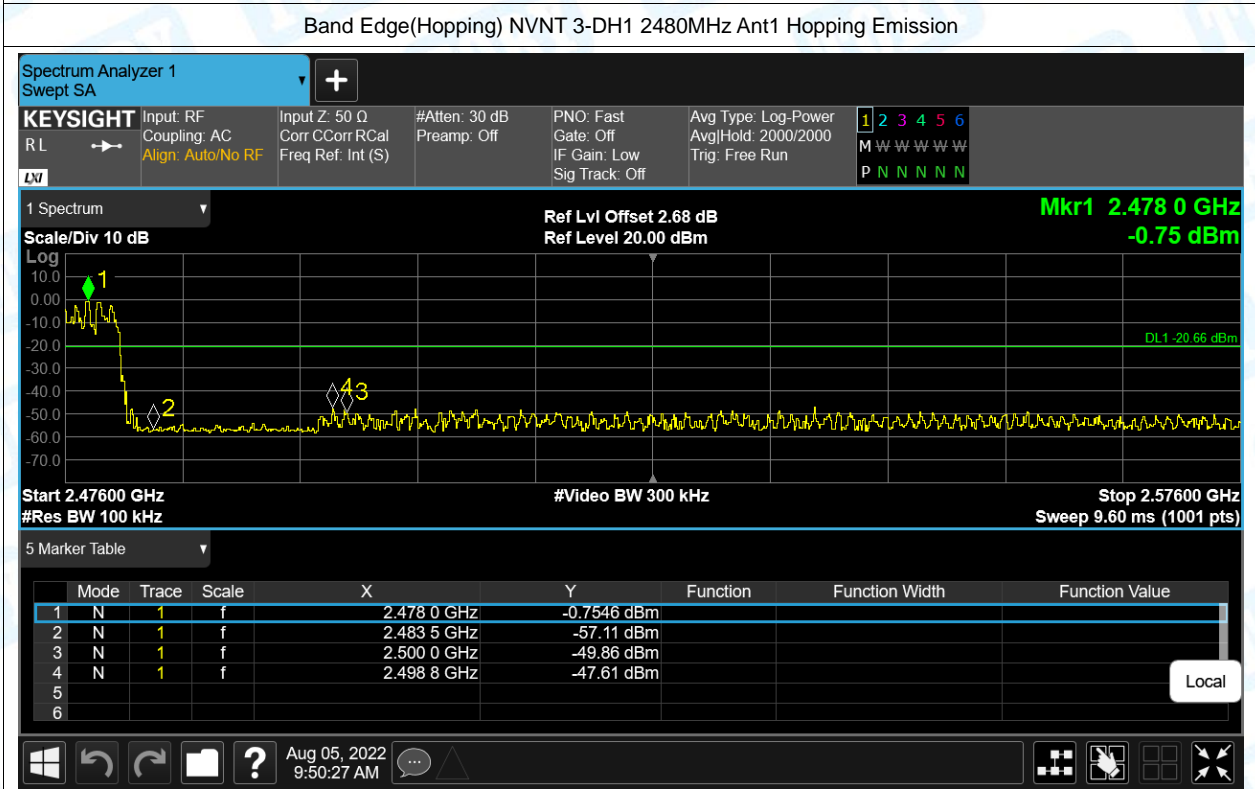 Band Edge(Hopping) NVNT 3-DH1 2480MHz Ant1 Hopping Emission
Spectrum Analyzer 1
Swept SA
KEYSIGHT
RL
LXI
Input: RF
Coupling: AC
Align: Auto/No RF
Input Z: 50 Ω
Corr CCorr RCal
Freq Ref: Int (S)
#Atten: 30 dB
Preamp: Off
PNO: Fast
Gate: Off
IF Gain: Low
Sig Track: Off
Avg Type: Log-Power
Avg|Hold: 2000/2000
Trig: Free Run
1 2 3 4 5 6
M W W W W W
P N N N N N
1 Spectrum
Scale/Div 10 dB
Ref Lvl Offset 2.68 dB
Ref Level 20.00 dBm
Mkr1 2.478 0 GHz
-0.75 dBm
Log
10.0
0.00
-10.0
-20.0
-30.0
-40.0
-50.0
-60.0
-70.0
1
2
4 3
DL1 -20.66 dBm
Start 2.47600 GHz
#Video BW 300 kHz
Stop 2.57600 GHz
#Res BW 100 kHz
Sweep 9.60 ms (1001 pts)
5 Marker Table
Mode Trace Scale X Y Function Function Width Function Value
1 N 1 f 2.478 0 GHz -0.7546 dBm
2 N 1 f 2.483 5 GHz -57.11 dBm
3 N 1 f 2.500 0 GHz -49.86 dBm
4 N 1 f 2.498 8 GHz -47.61 dBm
5
6
Local
?
Aug 05, 2022
9:50:27 AM